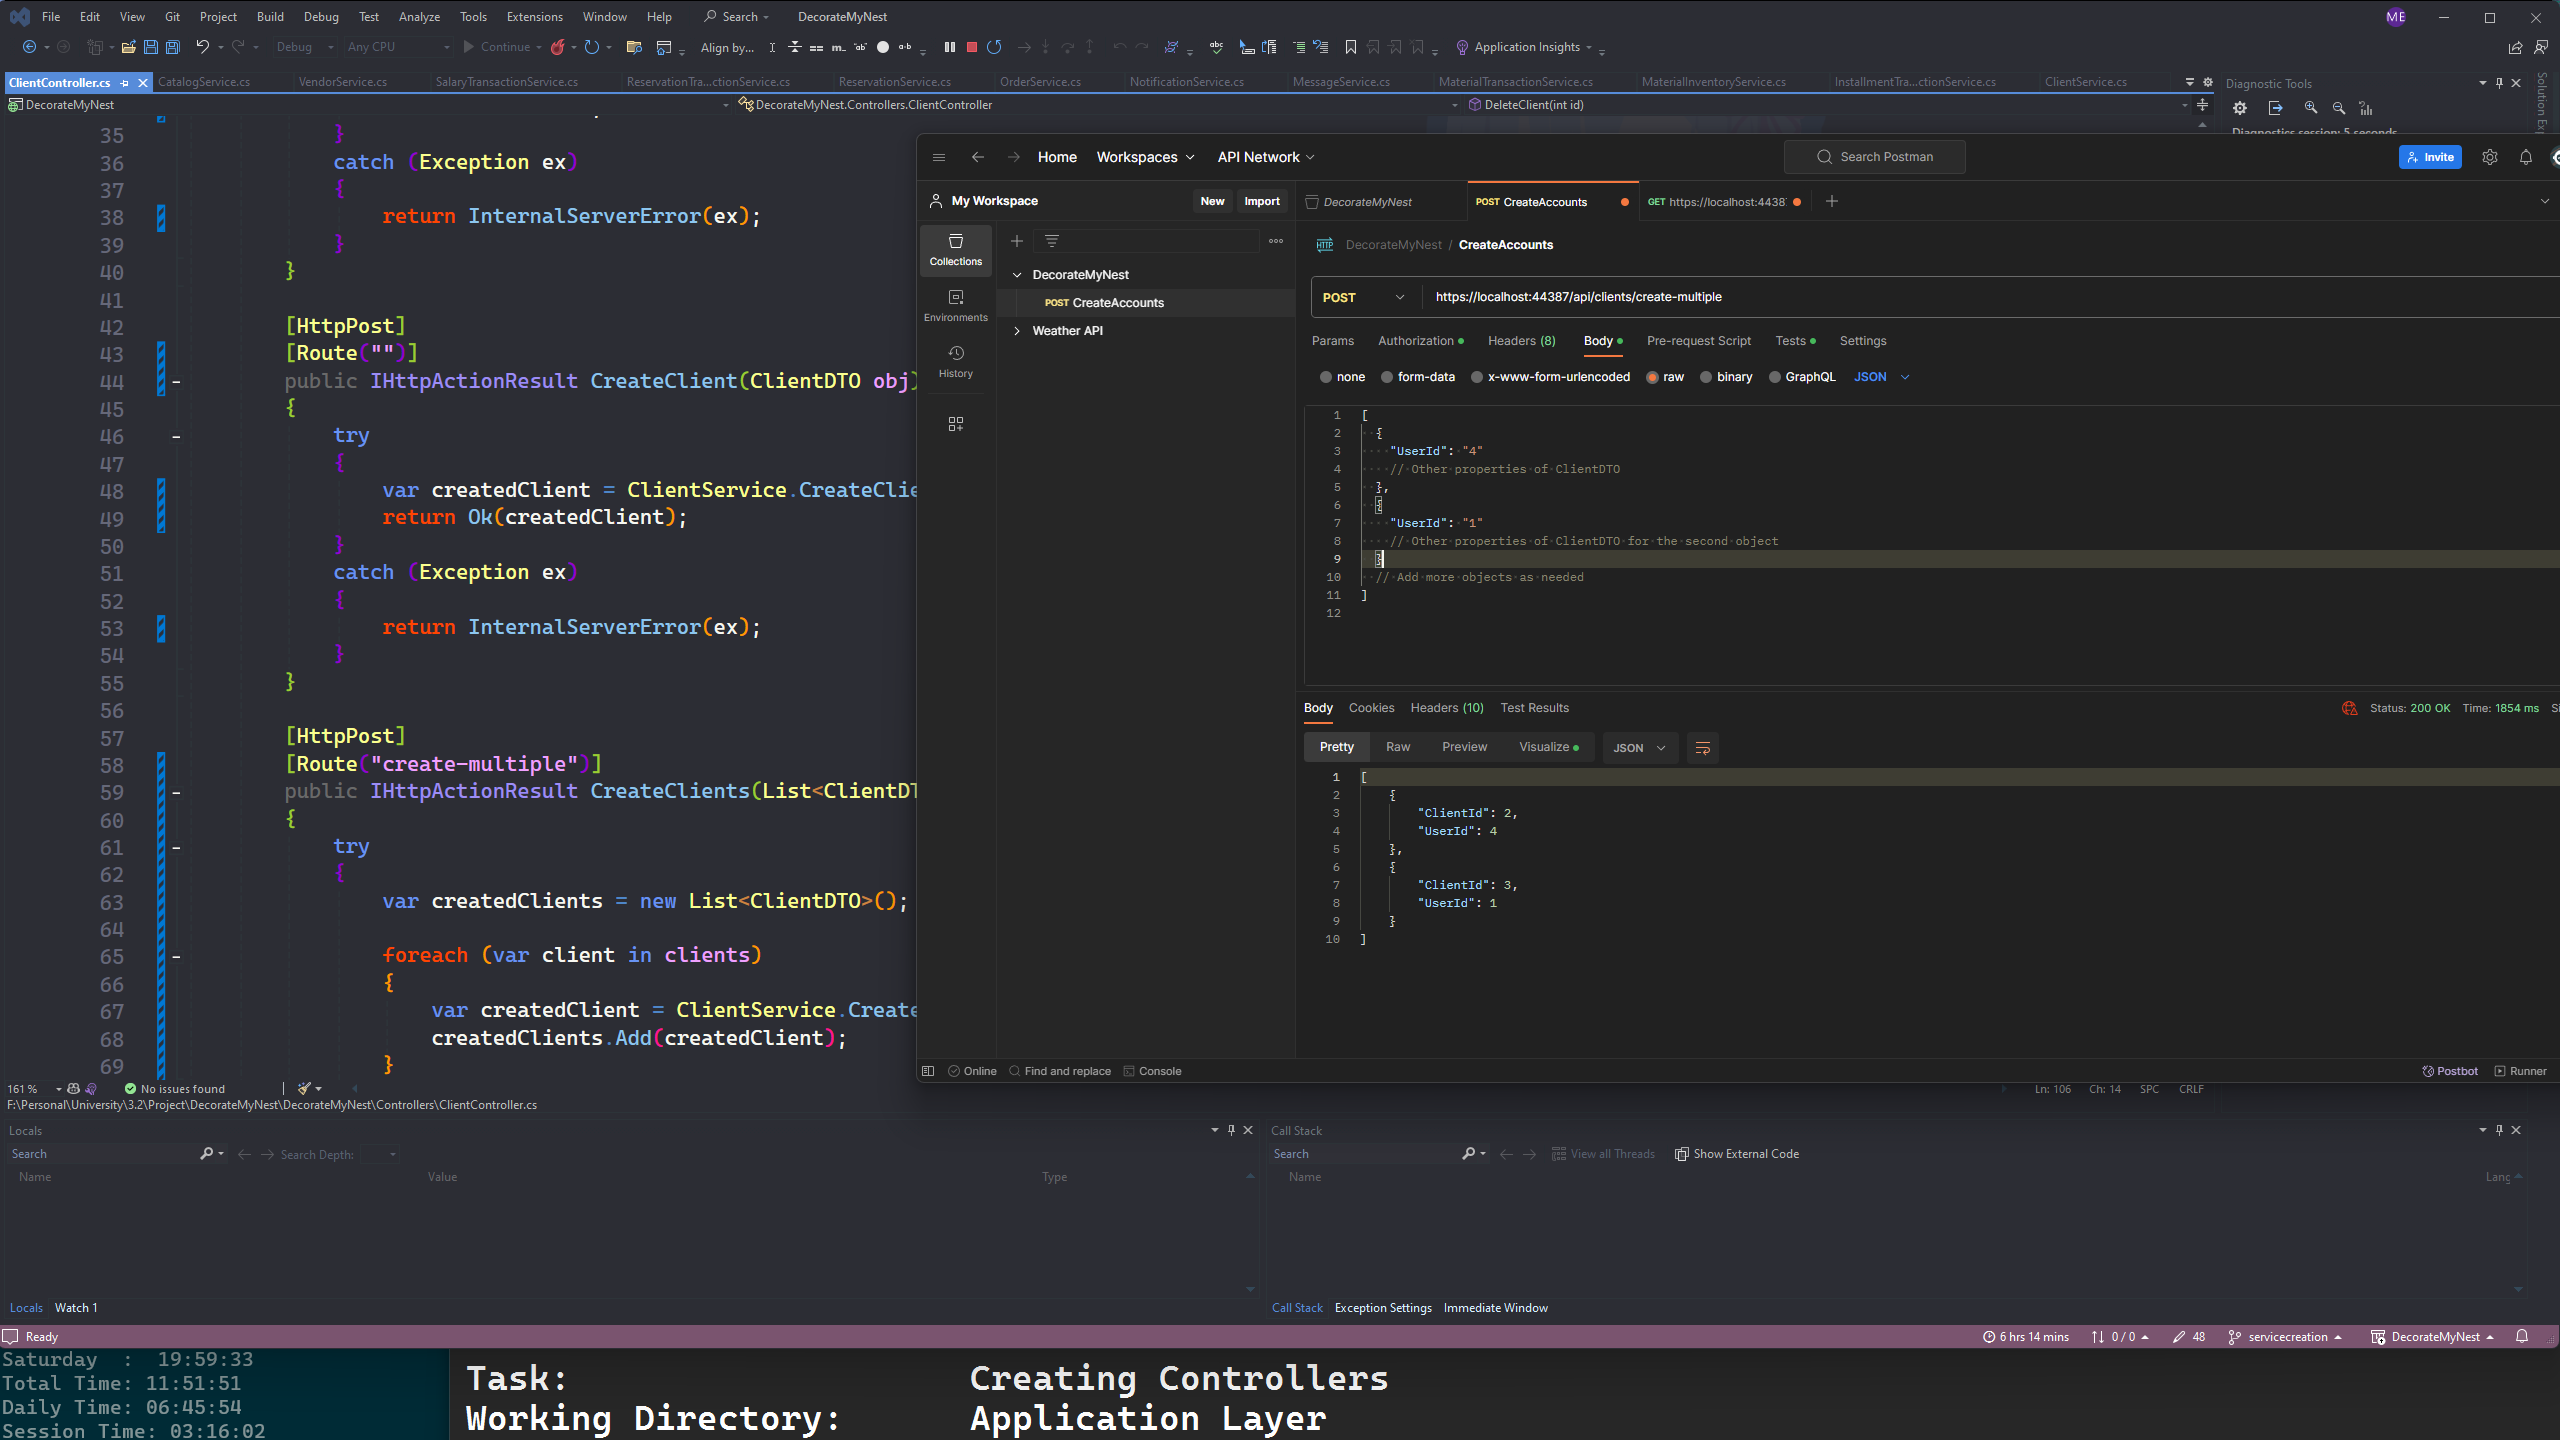 File Edit View Git Project Build Debug Test Analyze Tools Extensions Window Help Search DecorateMyNest ME
Debug Any CPU Continue Align by... Application Insights
ClientController.cs CatalogService.cs VendorService.cs SalaryTransactionService.cs ReservationTra...ctionService.cs ReservationService.cs OrderService.cs NotificationService.cs MessageService.cs MaterialTransactionService.cs MaterialInventoryService.cs InstallmentTra...ctionService.cs ClientService.cs Diagnostic Tools
DecorateMyNest DecorateMyNest.Controllers.ClientController DeleteClient(int id)
Diagnostics session: 5 seconds
Solution Exp
35 }
36 catch (Exception ex)
37 {
38 return InternalServerError(ex);
39 }
40 }
41
42 [HttpPost]
43 [Route("")]
44 public IHttpActionResult CreateClient(ClientDTO obj)
45 {
46 try
47 {
48 var createdClient = ClientService.CreateClie
49 return Ok(createdClient);
50 }
51 catch (Exception ex)
52 {
53 return InternalServerError(ex);
54 }
55 }
56
57 [HttpPost]
58 [Route("create-multiple")]
59 public IHttpActionResult CreateClients(List<ClientDT
60 {
61 try
62 {
63 var createdClients = new List<ClientDTO>();
64
65 foreach (var client in clients)
66 {
67 var createdClient = ClientService.Create
68 createdClients.Add(createdClient);
69 }
Home Workspaces API Network Search Postman Invite
My Workspace New Import
DecorateMyNest POST CreateAccounts GET https://localhost:4438
Collections
Environments
History
DecorateMyNest
POST CreateAccounts
Weather API
HTTP DecorateMyNest / CreateAccounts
POST https://localhost:44387/api/clients/create-multiple
Params Authorization Headers (8) Body Pre-request Script Tests Settings
none form-data x-www-form-urlencoded raw binary GraphQL JSON
1 [
2 {
3 "UserId": "4"
4 // Other properties of ClientDTO
5 },
6 {
7 "UserId": "1"
8 // Other properties of ClientDTO for the second object
9 }
10 // Add more objects as needed
11 ]
12
Body Cookies Headers (10) Test Results Status: 200 OK Time: 1854 ms Si
Pretty Raw Preview Visualize JSON
1 [
2 {
3 "ClientId": 2,
4 "UserId": 4
5 },
6 {
7 "ClientId": 3,
8 "UserId": 1
9 }
10 ]
Online Find and replace Console Postbot Runner
161 % No issues found Ln: 106 Ch: 14 SPC CRLF
F:\Personal\University\3.2\Project\DecorateMyNest\DecorateMyNest\Controllers\ClientController.cs
Locals
Search Search Depth:
Name Value Type
Locals Watch 1
Call Stack
Search View all Threads Show External Code
Name Lang
Call Stack Exception Settings Immediate Window
Ready 6 hrs 14 mins 0 / 0 48 servicecreation DecorateMyNest
Saturday : 19:59:33
Total Time: 11:51:51
Daily Time: 06:45:54
Session Time: 03:16:02
Task: Creating Controllers
Working Directory: Application Layer